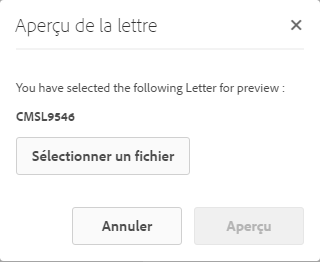 Aperçu de la lettre
You have selected the following Letter for preview :
CMSL9546
Sélectionner un fichier
Annuler Aperçu